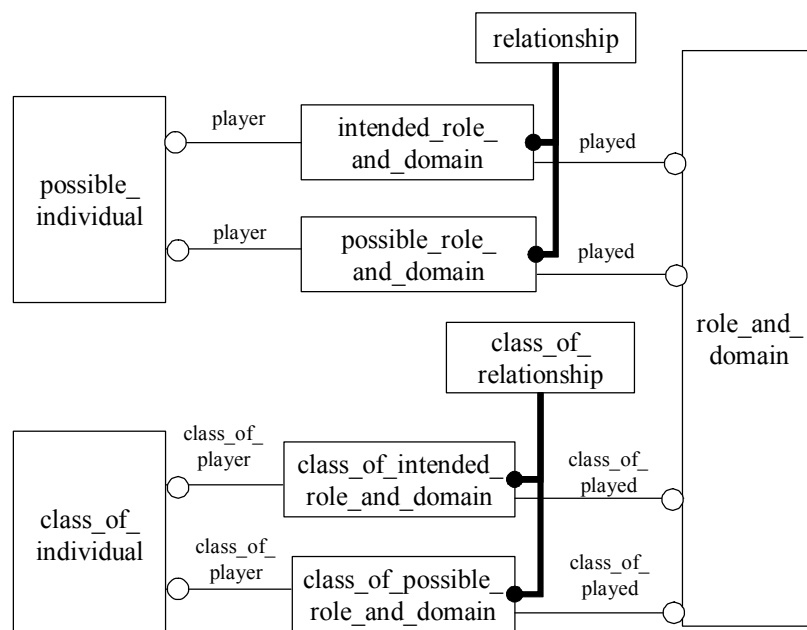 relationship
player
intended_role_
and_domain
played
possible_
individual
player
possible_role_
and_domain
played
role_and_
domain
class_of_
relationship
class_of_
player
class_of_intended_
role_and_domain
class_of_
played
class_of_
individual
class_of_
player
class_of_possible_
role_and_domain
class_of_
played